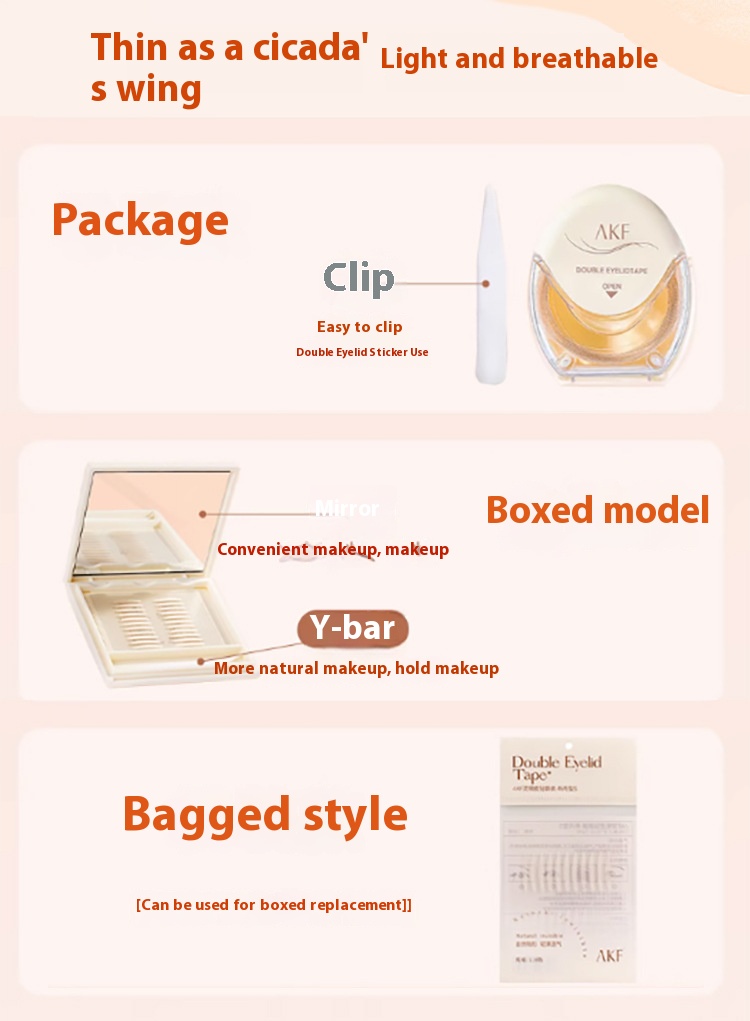 Thin as a cicada'
s wing
Light and breathable
Package
Clip
Easy to clip
Double Eyelid Sticker Use
AKF
DOUBLE EYELIDTAPE
OPEN
Mirror
Convenient makeup, makeup
Boxed model
Y-bar
More natural makeup, hold makeup
Bagged style
[Can be used for boxed replacement]]
Double Eyelid
Tape
AKF